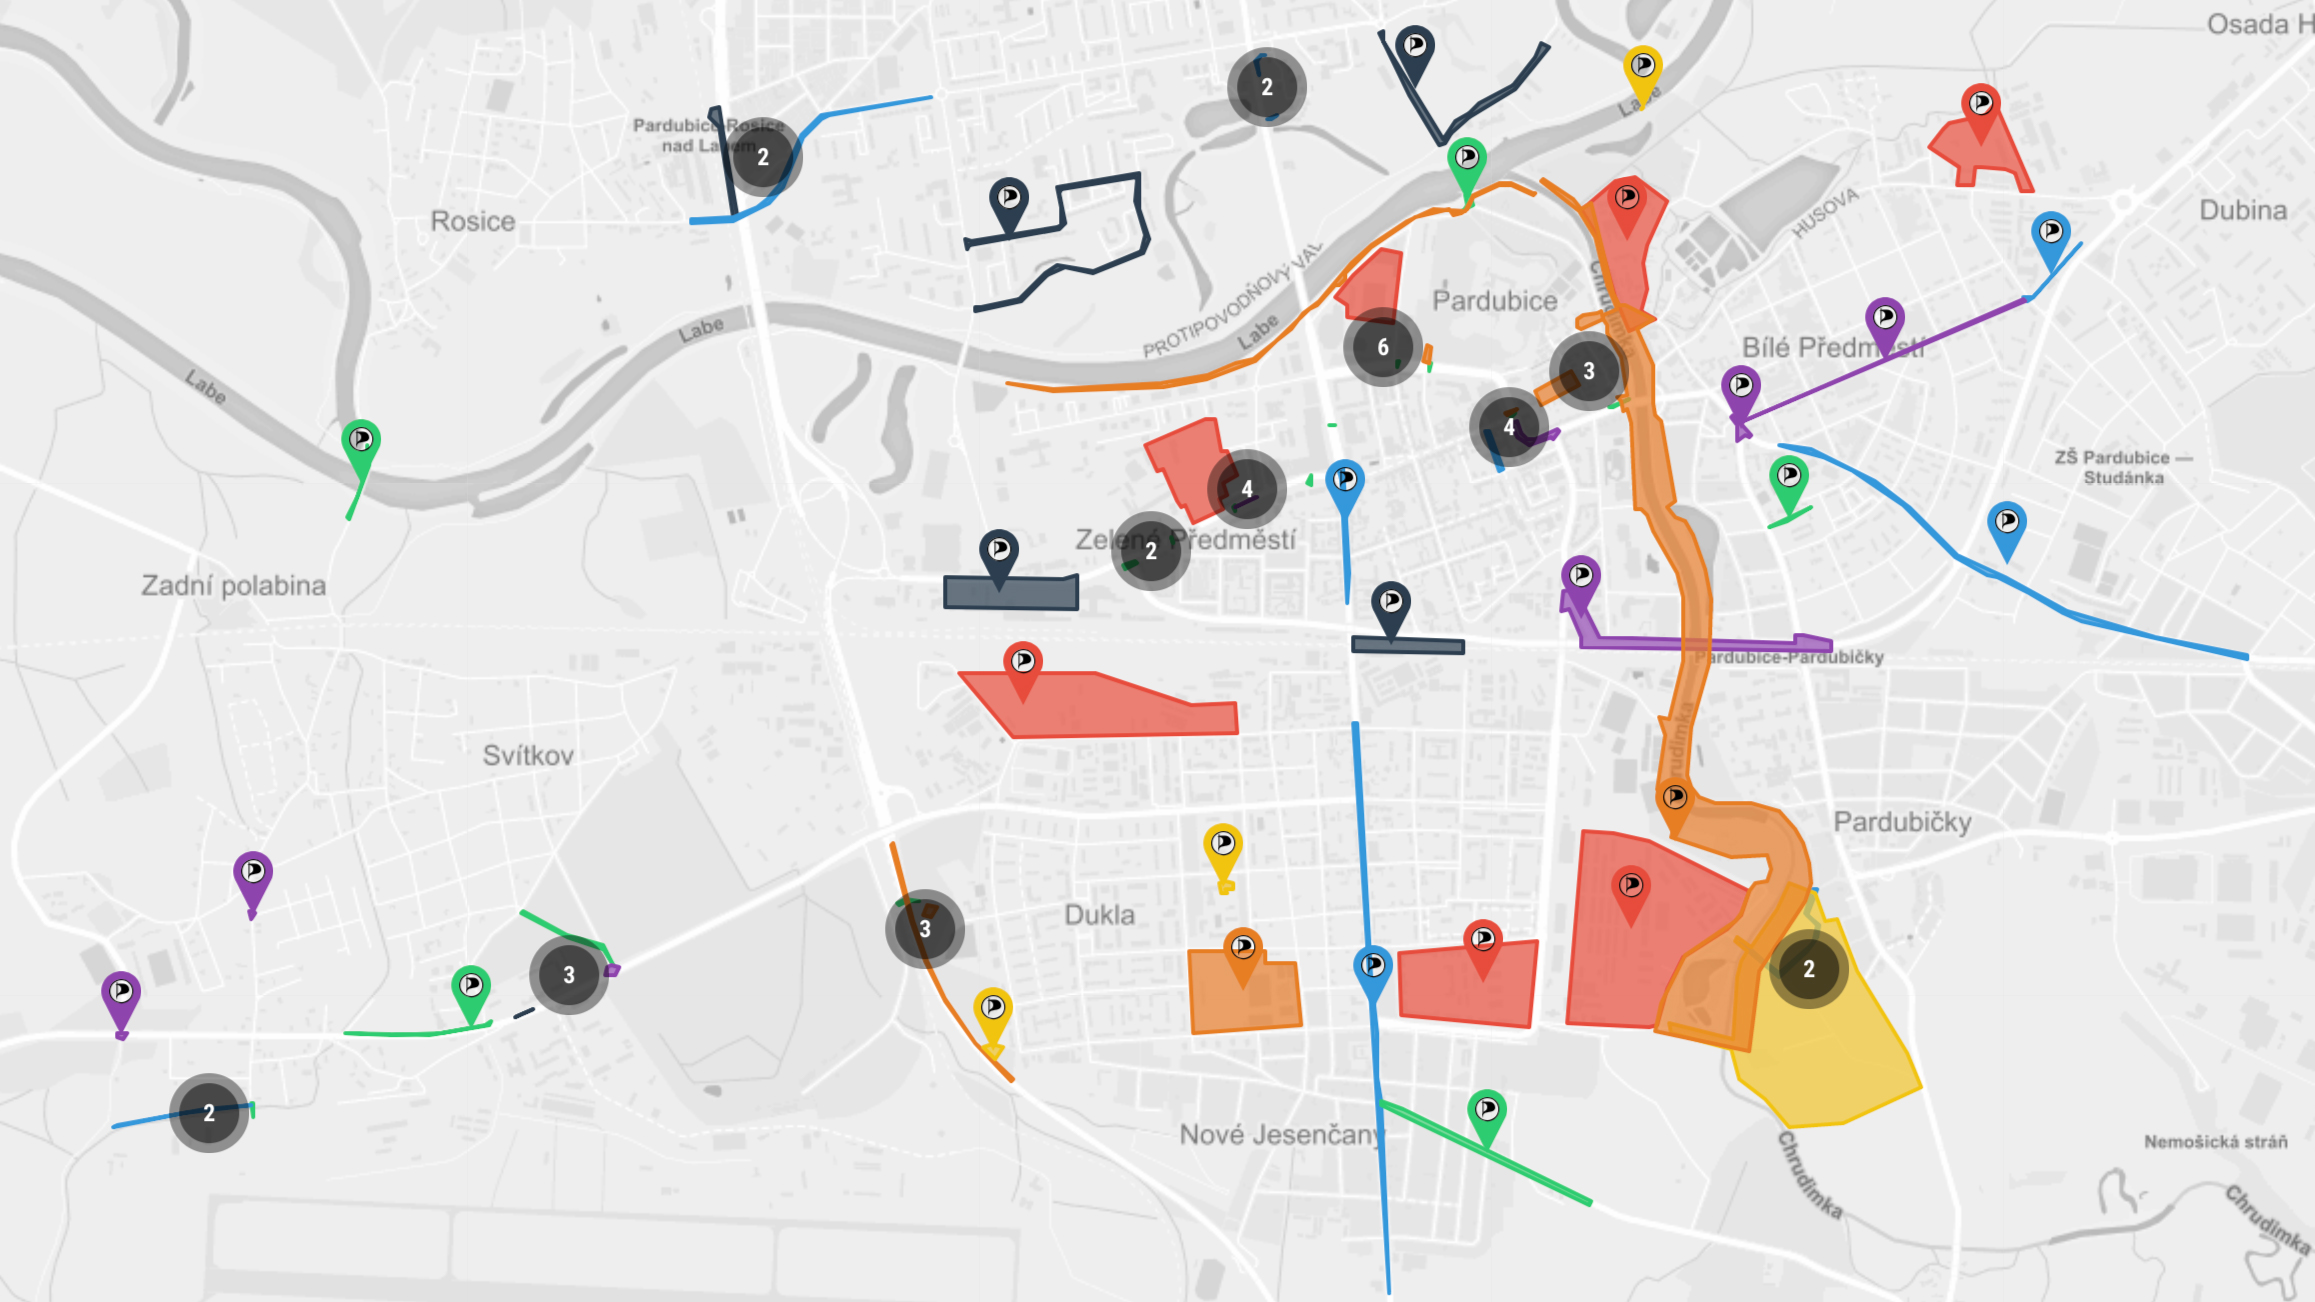 Osada H
2
Labe
Pardubice-Rosice
nad Labem
2
Dubina
HUSOVA
Rosice
PROTIPOVODŇOVÝ VAL
Labe
Labe
Chrudimka
Pardubice
6
Bílé Předměstí
3
Labe
4
ZŠ Pardubice —
Studánka
4
Zelené Předměstí
2
Zadní polabina
Pardubice-Pardubičky
Chrudimka
Svítkov
Pardubičky
Dukla
3
3
2
2
Nové Jesenčany
Nemošická stráň
Chrudimka
Chrudimka